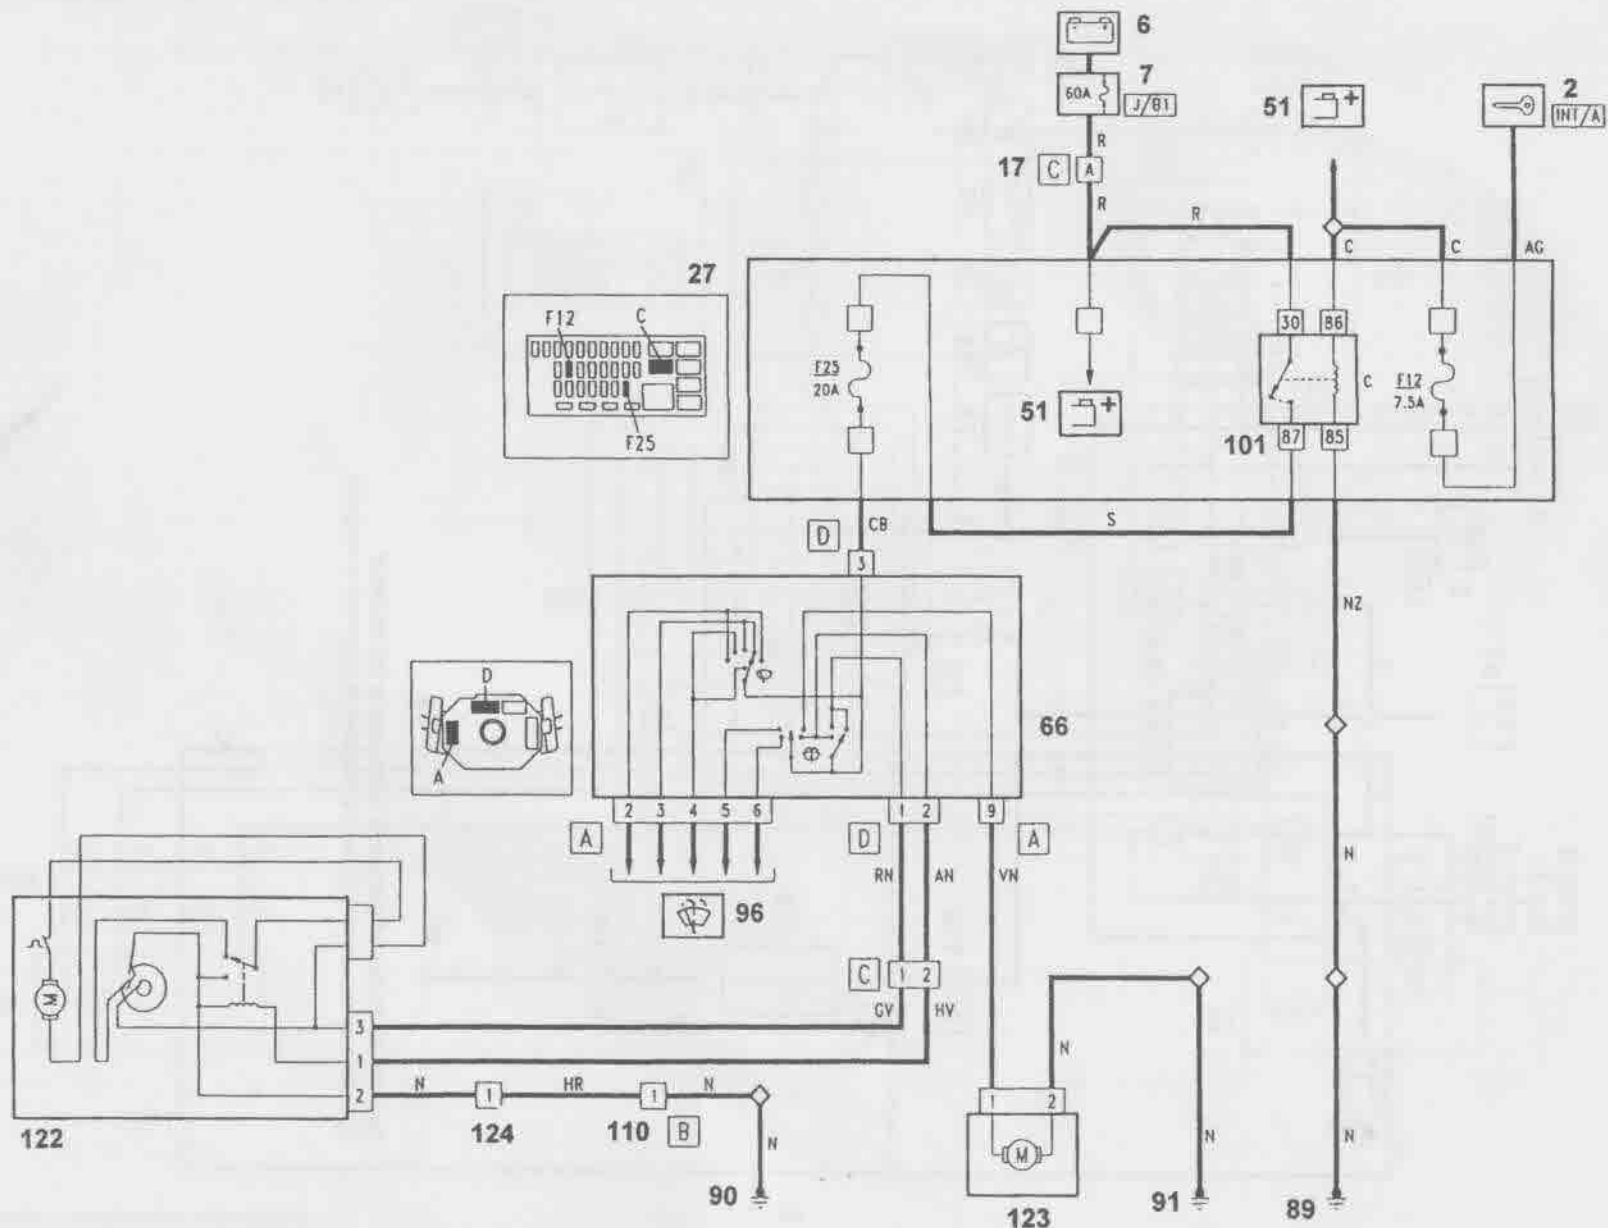 6
7
60A
J/B1
R
17 C A
R
R
51 +
2
INT/A
C
C
AG
27
F12
C
F25
F25
20A
51 +
30 86
C
101
87 85
F12
7.5A
S
D
CB
3
NZ
D
A
66
2 3 4 5 6
1 2
9
A
D
A
RN
AN
VN
N
96
C 1 2
GV
HV
M
3
1
2
N
1
HR
1
N
N
N
N
N
122
124
110 B
1 2
M
90
123
91
89